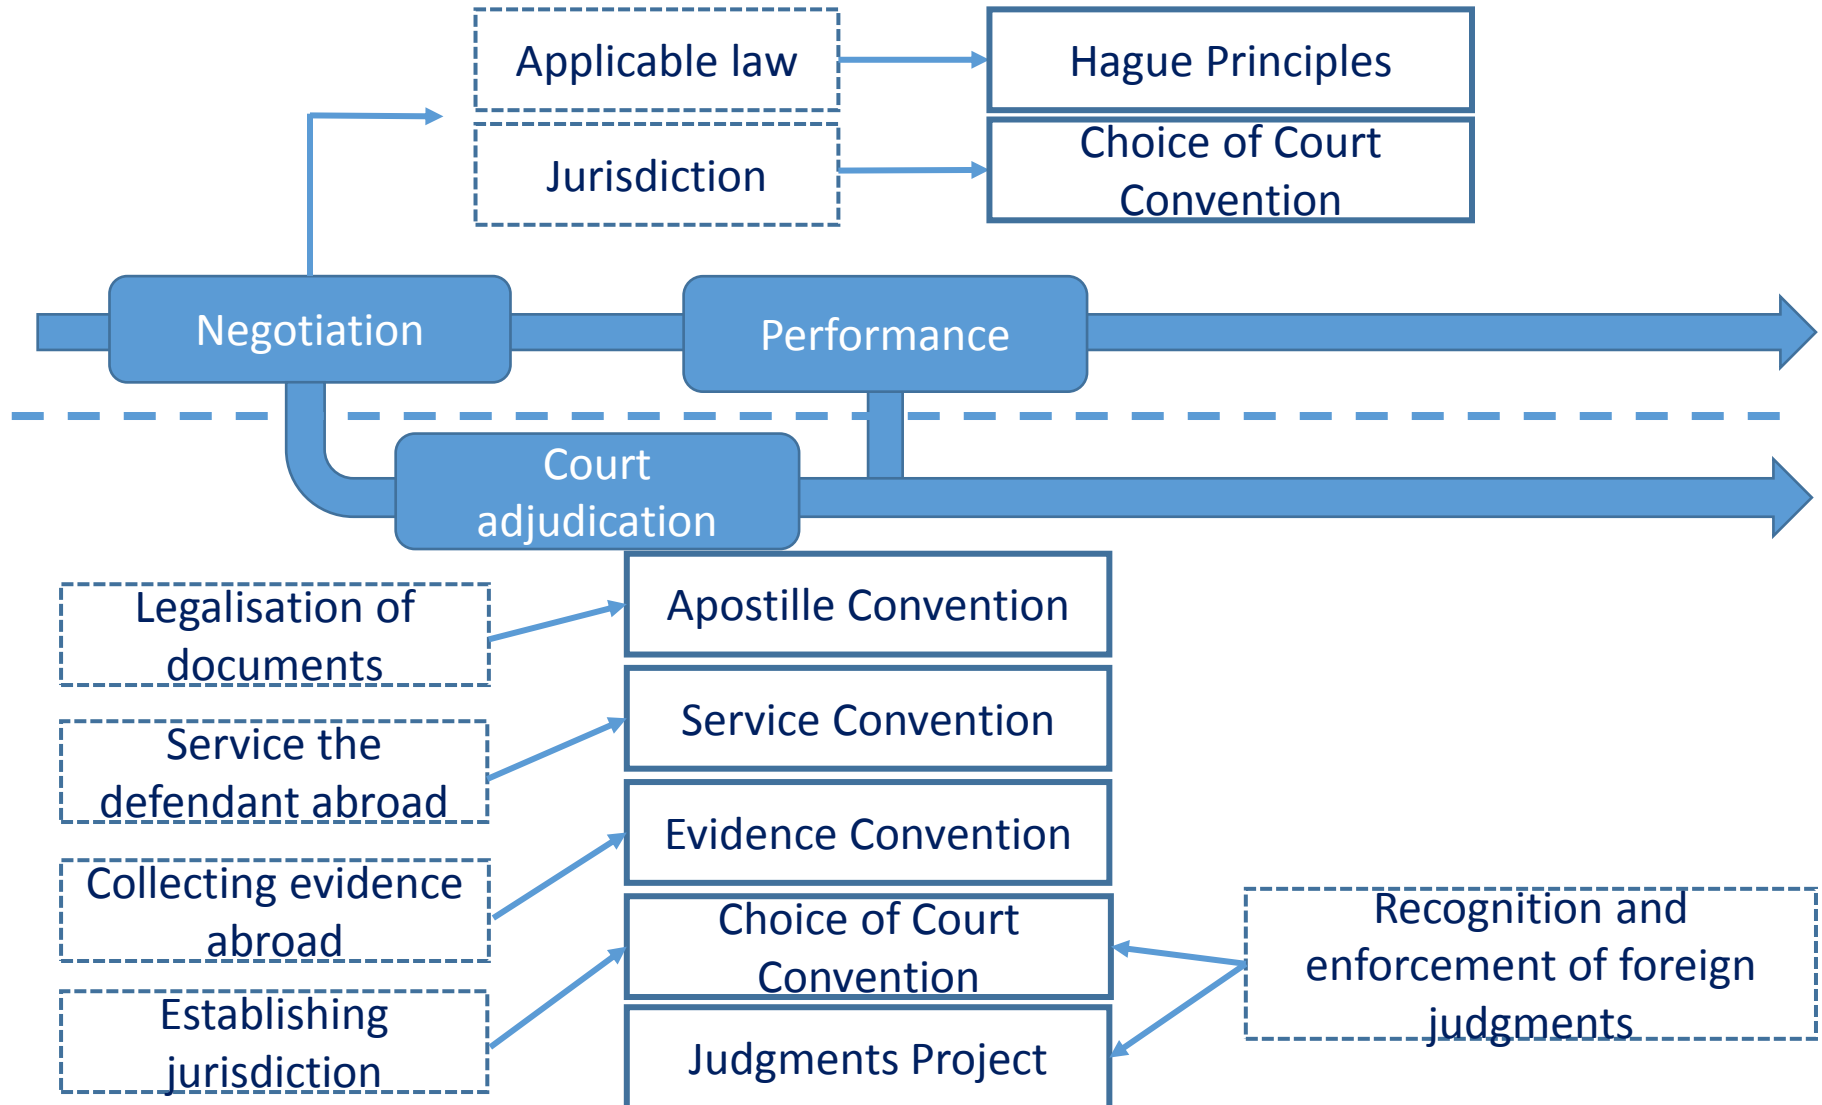 Applicable law
Hague Principles
Jurisdiction
Choice of Court
Convention
Negotiation
Performance
Court
adjudication
Legalisation of
documents
Apostille Convention
Service the
defendant abroad
Service Convention
Collecting evidence
abroad
Evidence Convention
Establishing
jurisdiction
Choice of Court
Convention
Judgments Project
Recognition and
enforcement of foreign
judgments